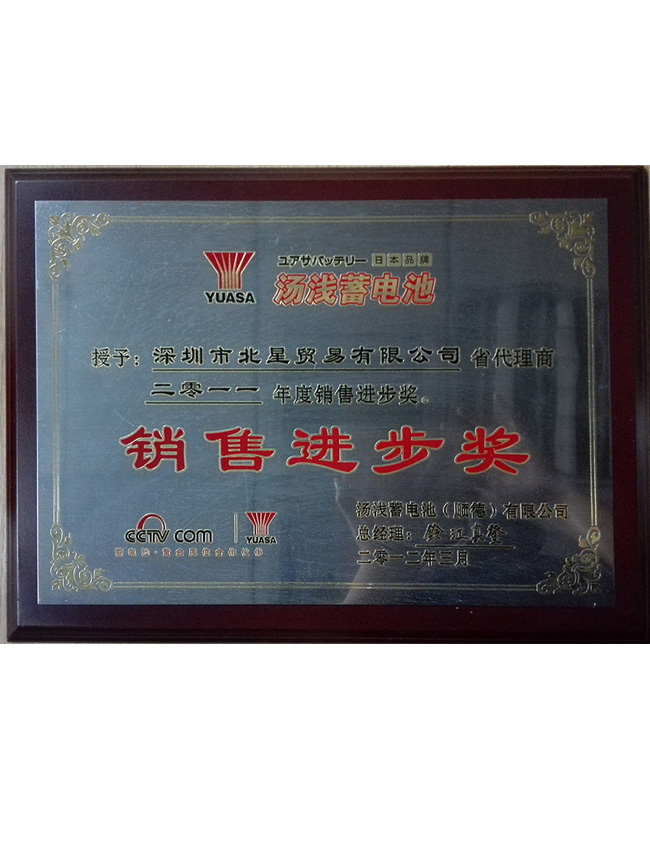 ユアサバッテリー 日本品牌
YUASA 汤浅蓄电池
授予：深圳市北星贸易有限公司 省代理商
二零一一 年度销售进步奖。
销售进步奖
汤浅蓄电池（顺德）有限公司
CCTV COM YUASA
总经理：
二零一二年三月